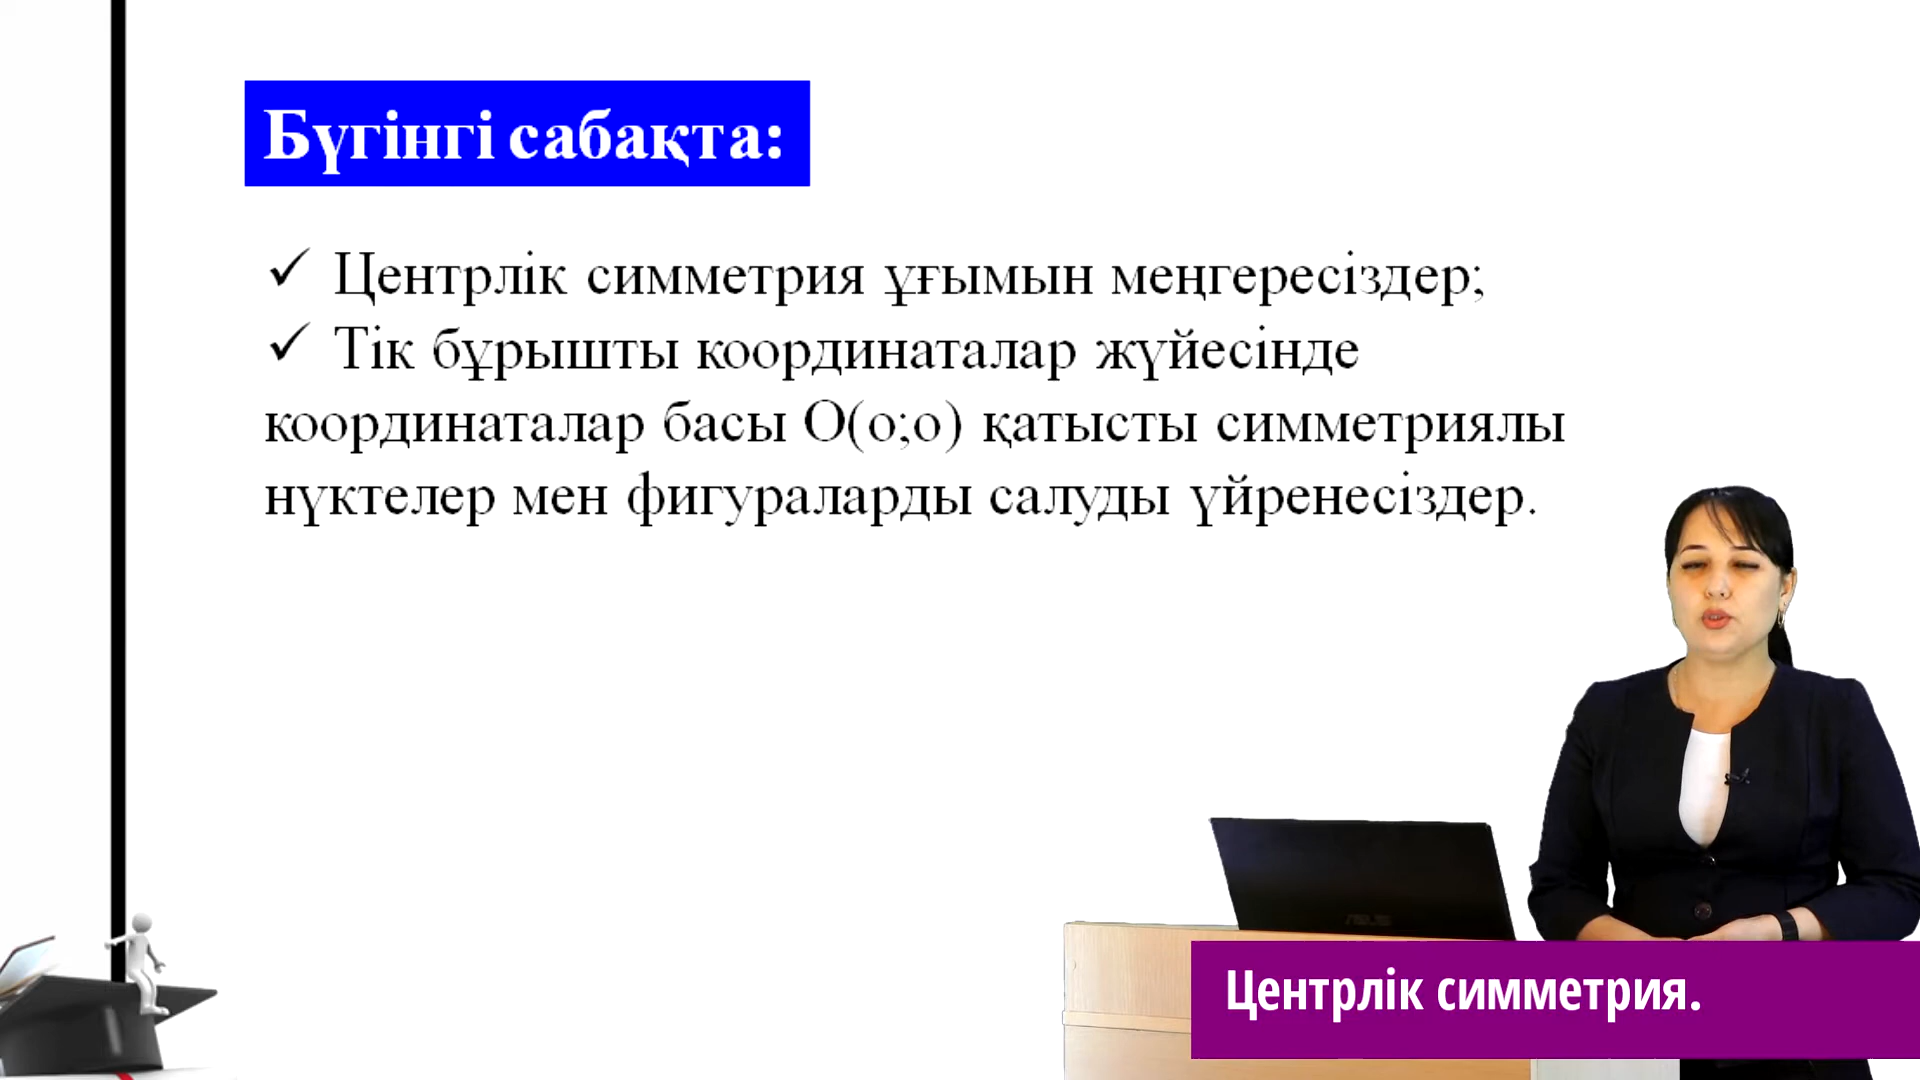 Бүгінгі сабақта:
✓ Центрлік симметрия ұғымын меңгересіздер;
✓ Тік бұрышты координаталар жүйесінде
координаталар басы О(о;о) қатысты симметриялы
нүктелер мен фигураларды салуды үйренесіздер.
ASUS
Центрлік симметрия.